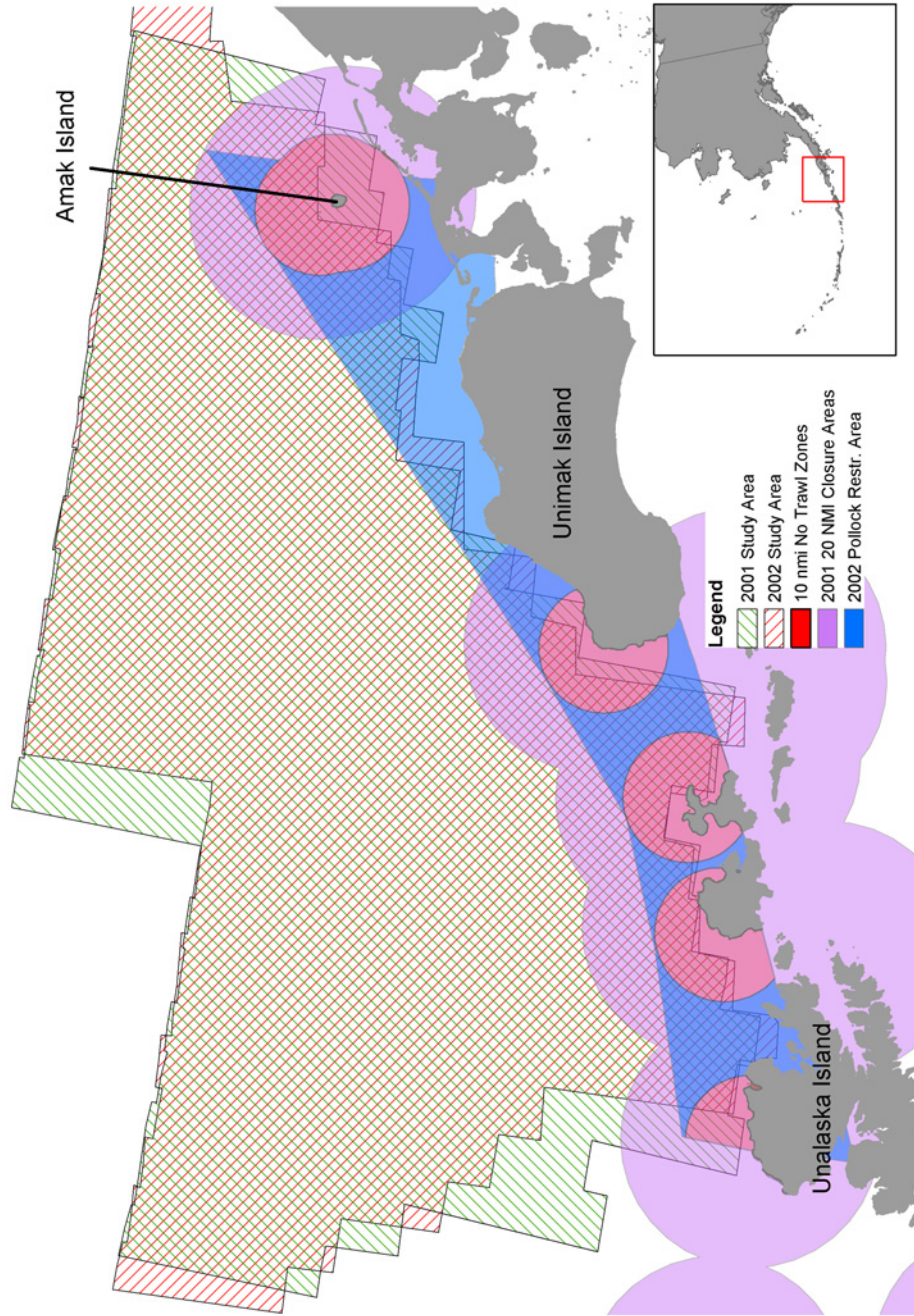 Amak Island
Unimak Island
Unalaska Island
Legend
2001 Study Area
2002 Study Area
10 nmi No Trawl Zones
2001 20 NMI Closure Areas
2002 Pollock Restr. Area